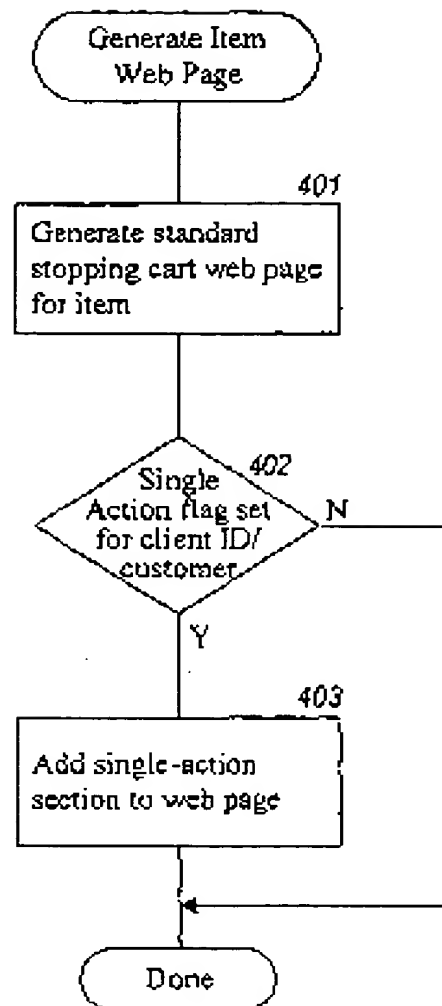 Generate Item
Web Page
401
Generate standard
stopping cart web page
for item
402
Single
Action flag set
for client ID/
customer
N
Y
403
Add single-action
section to web page
Done